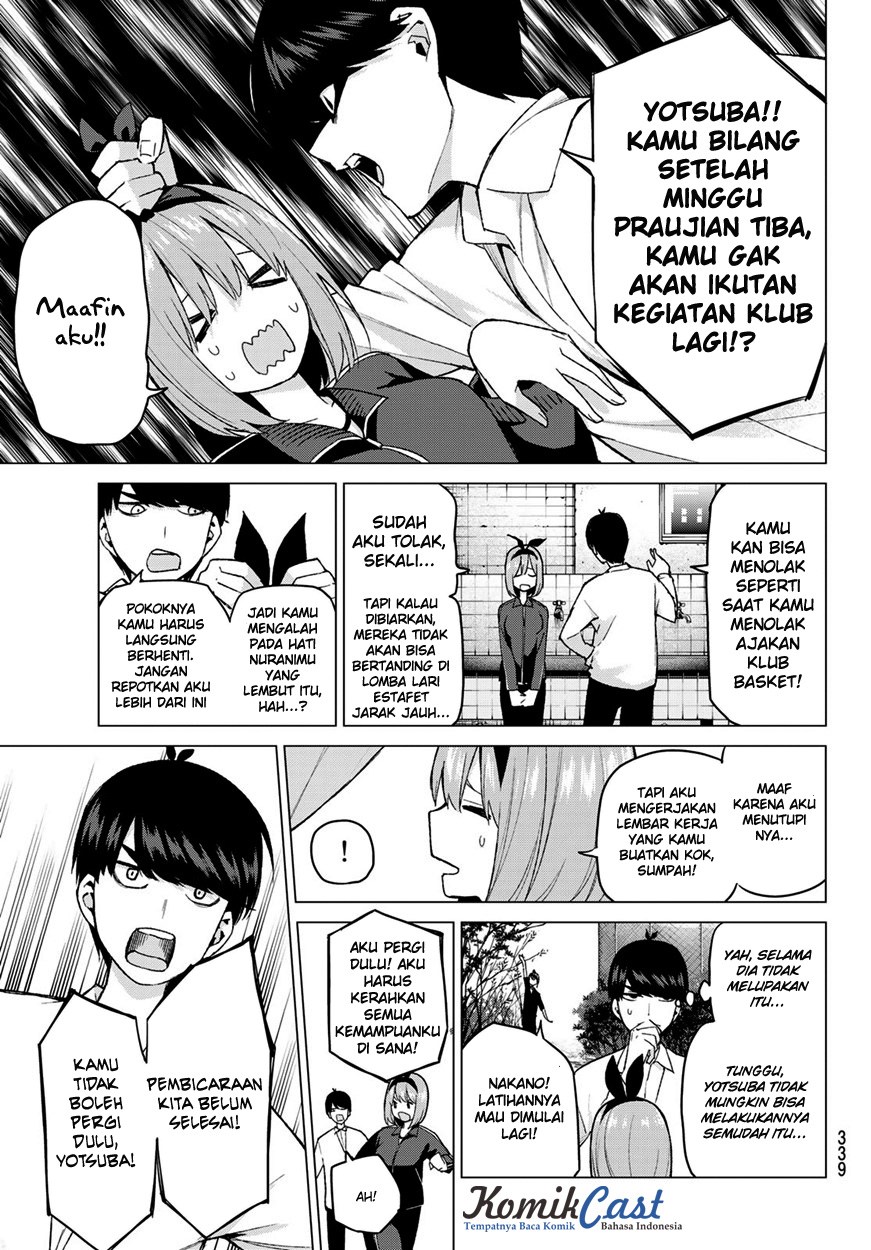 YOTSUBA!!
KAMU BILANG
SETELAH
MINGGU
PRAUJIAN TIBA,
KAMU GAK
AKAN IKUTAN
KEGIATAN KLUB
LAGI!?
Maafin
aku!!
KAMU
KAN BISA
MENOLAK
SEPERTI
SAAT KAMU
MENOLAK
AJAKAN
KLUB
BASKET!
SUDAH
AKU TOLAK,
SEKALI...
TAPI KALAU
DIBIARKAN,
MEREKA TIDAK
AKAN BISA
BERTANDING DI
LOMBA LARI
ESTAFET
JARAK JAUH...
JADI KAMU
MENGALAH
PADA HATI
NURANIMU
YANG
LEMBUT ITU,
HAH...?
POKOKNYA
KAMU HARUS
LANGSUNG
BERHENTI.
JANGAN
REPOTKAN AKU
LEBIH DARI INI
MAAF
KARENA AKU
MENUTUPI
NYA...
TAPI AKU
MENGERJAKAN
LEMBAR KERJA
YANG KAMU
BUATKAN KOK,
SUMPAH!
!
YAH, SELAMA
DIA TIDAK
MELUPAKAN
ITU...
TUNGGU,
YOTSUBA TIDAK
MUNGKIN BISA
MELAKUKANNYA
SEMUDAH ITU...
NAKANO!
LATIHANNYA
MAU DIMULAI
LAGI!
AKU PERGI
DULU! AKU
HARUS
KERAHKAN
SEMUA
KEMAMPUANKU
DI SANA!
AH!
PEMBICARAAN
KITA BELUM
SELESAI!
KAMU
TIDAK
BOLEH
PERGI
DULU,
YOTSUBA!
339
KomikCast
Tempatnya Baca Komik Bahasa Indonesia